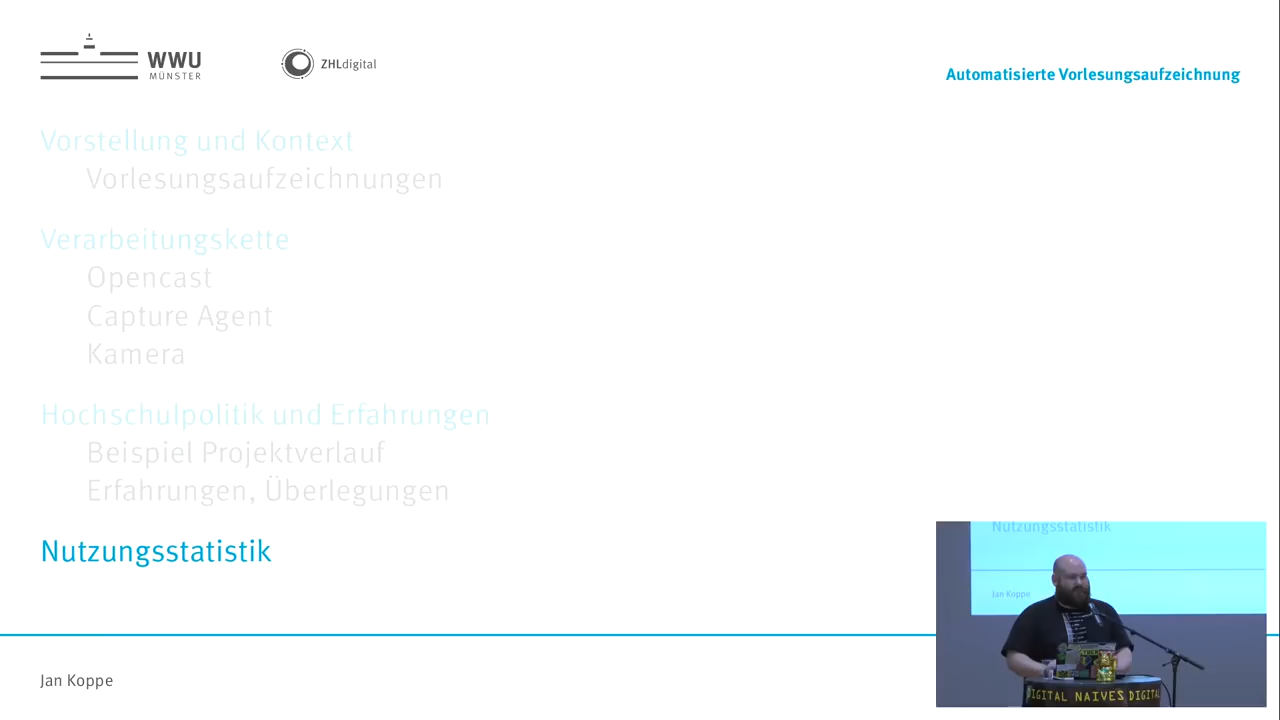 WWU
MÜNSTER
ZHLdigital
Automatisierte Vorlesungsaufzeichnung
Vorstellung und Kontext
Vorlesungsaufzeichnungen
Verarbeitungskette
Opencast
Capture Agent
Kamera
Hochschulpolitik und Erfahrungen
Beispiel Projektverlauf
Erfahrungen, Überlegungen
Nutzungsstatistik
Jan Koppe
Nutzungsstatistik
Jan Koppe
DIGITAL NAIVES DIGITAL